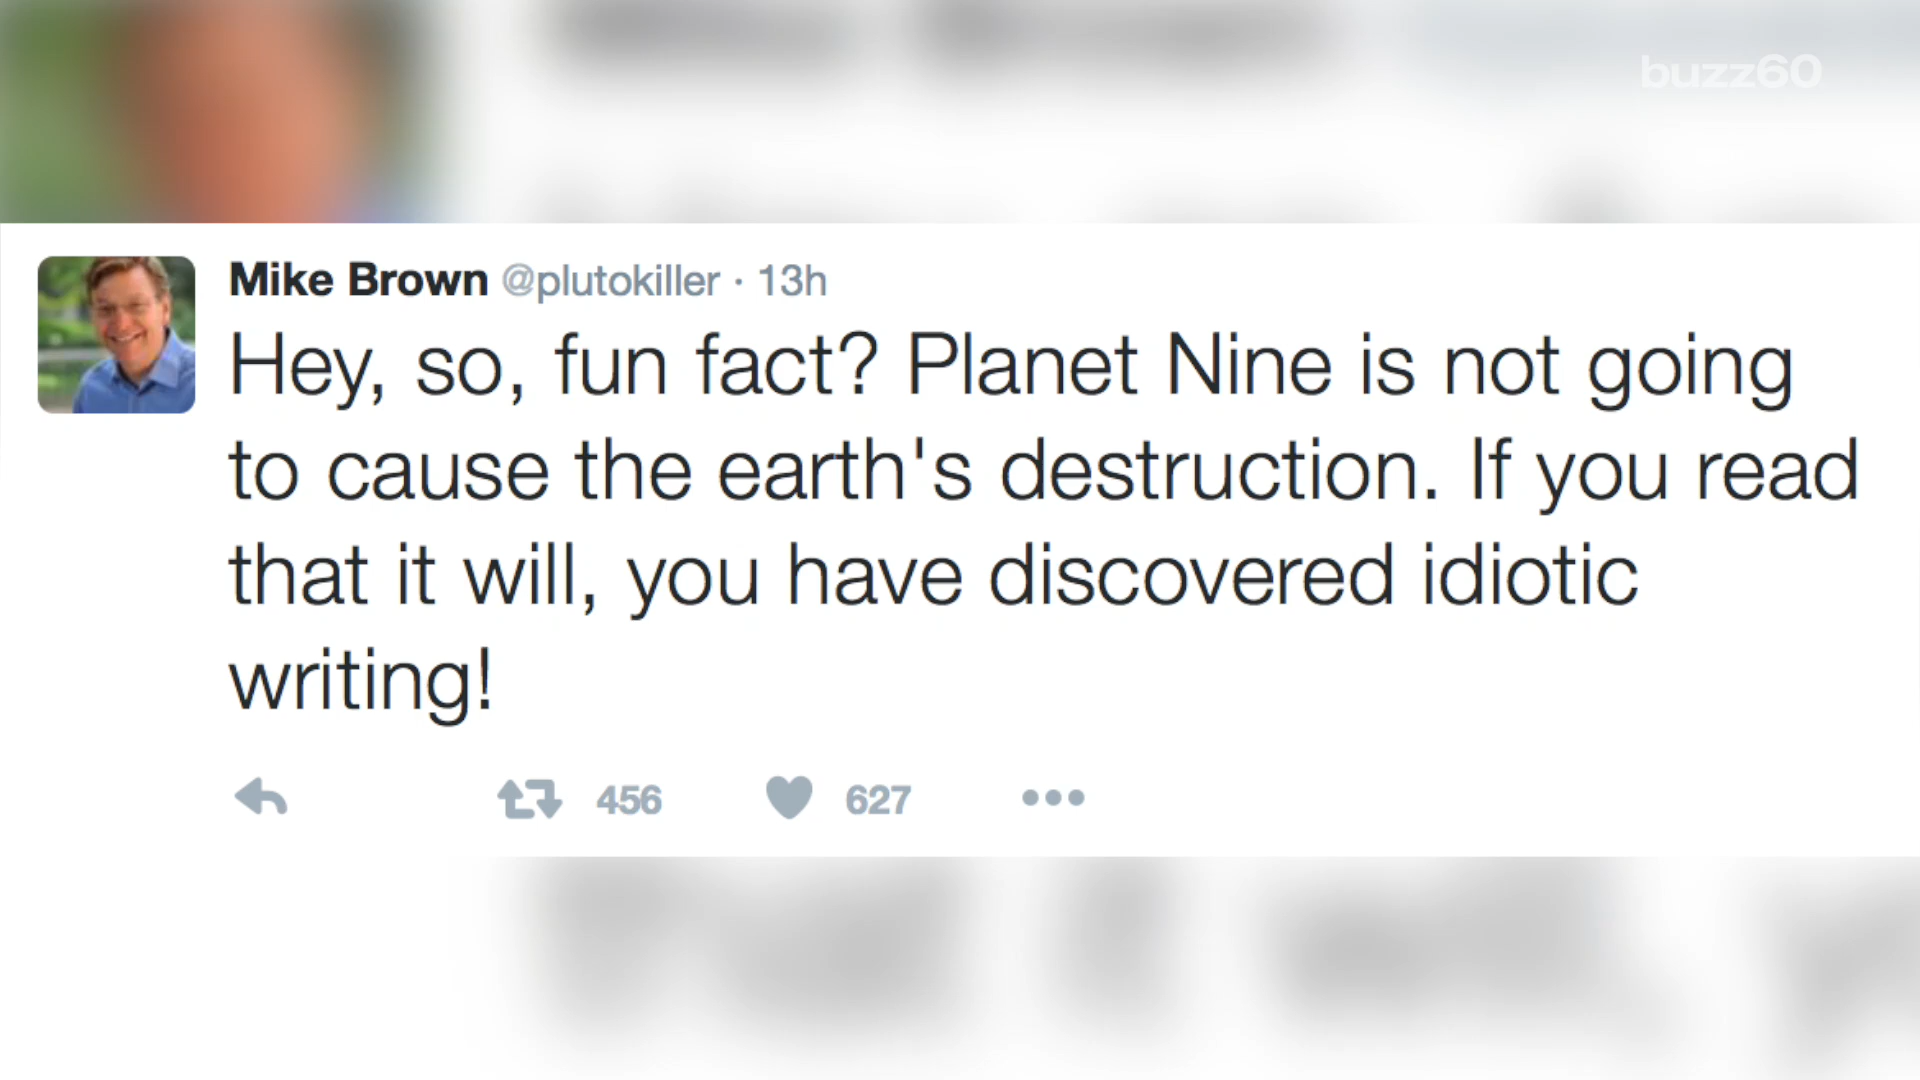 buzz60
Mike Brown @plutokiller · 13h
Hey, so, fun fact? Planet Nine is not going
to cause the earth's destruction. If you read
that it will, you have discovered idiotic
writing!
456 627